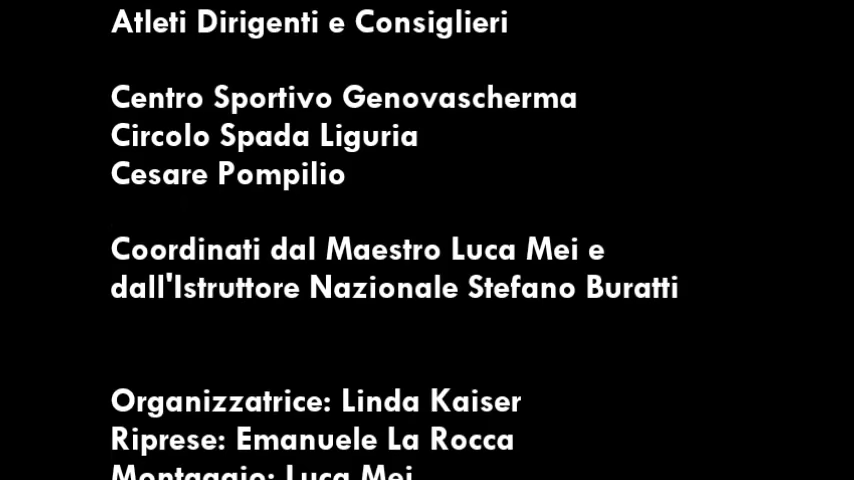 Atleti Dirigenti e Consiglieri
Centro Sportivo Genovascherma
Circolo Spada Liguria
Cesare Pompilio
Coordinati dal Maestro Luca Mei e
dall'Istruttore Nazionale Stefano Buratti
Organizzatrice: Linda Kaiser
Riprese: Emanuele La Rocca
Montaggio: Luca Mei